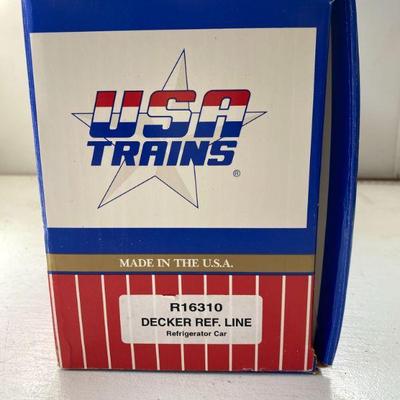 USA
TRAINS
®
MADE IN THE U.S.A.
R16310
DECKER REF. LINE
Refrigerator Car